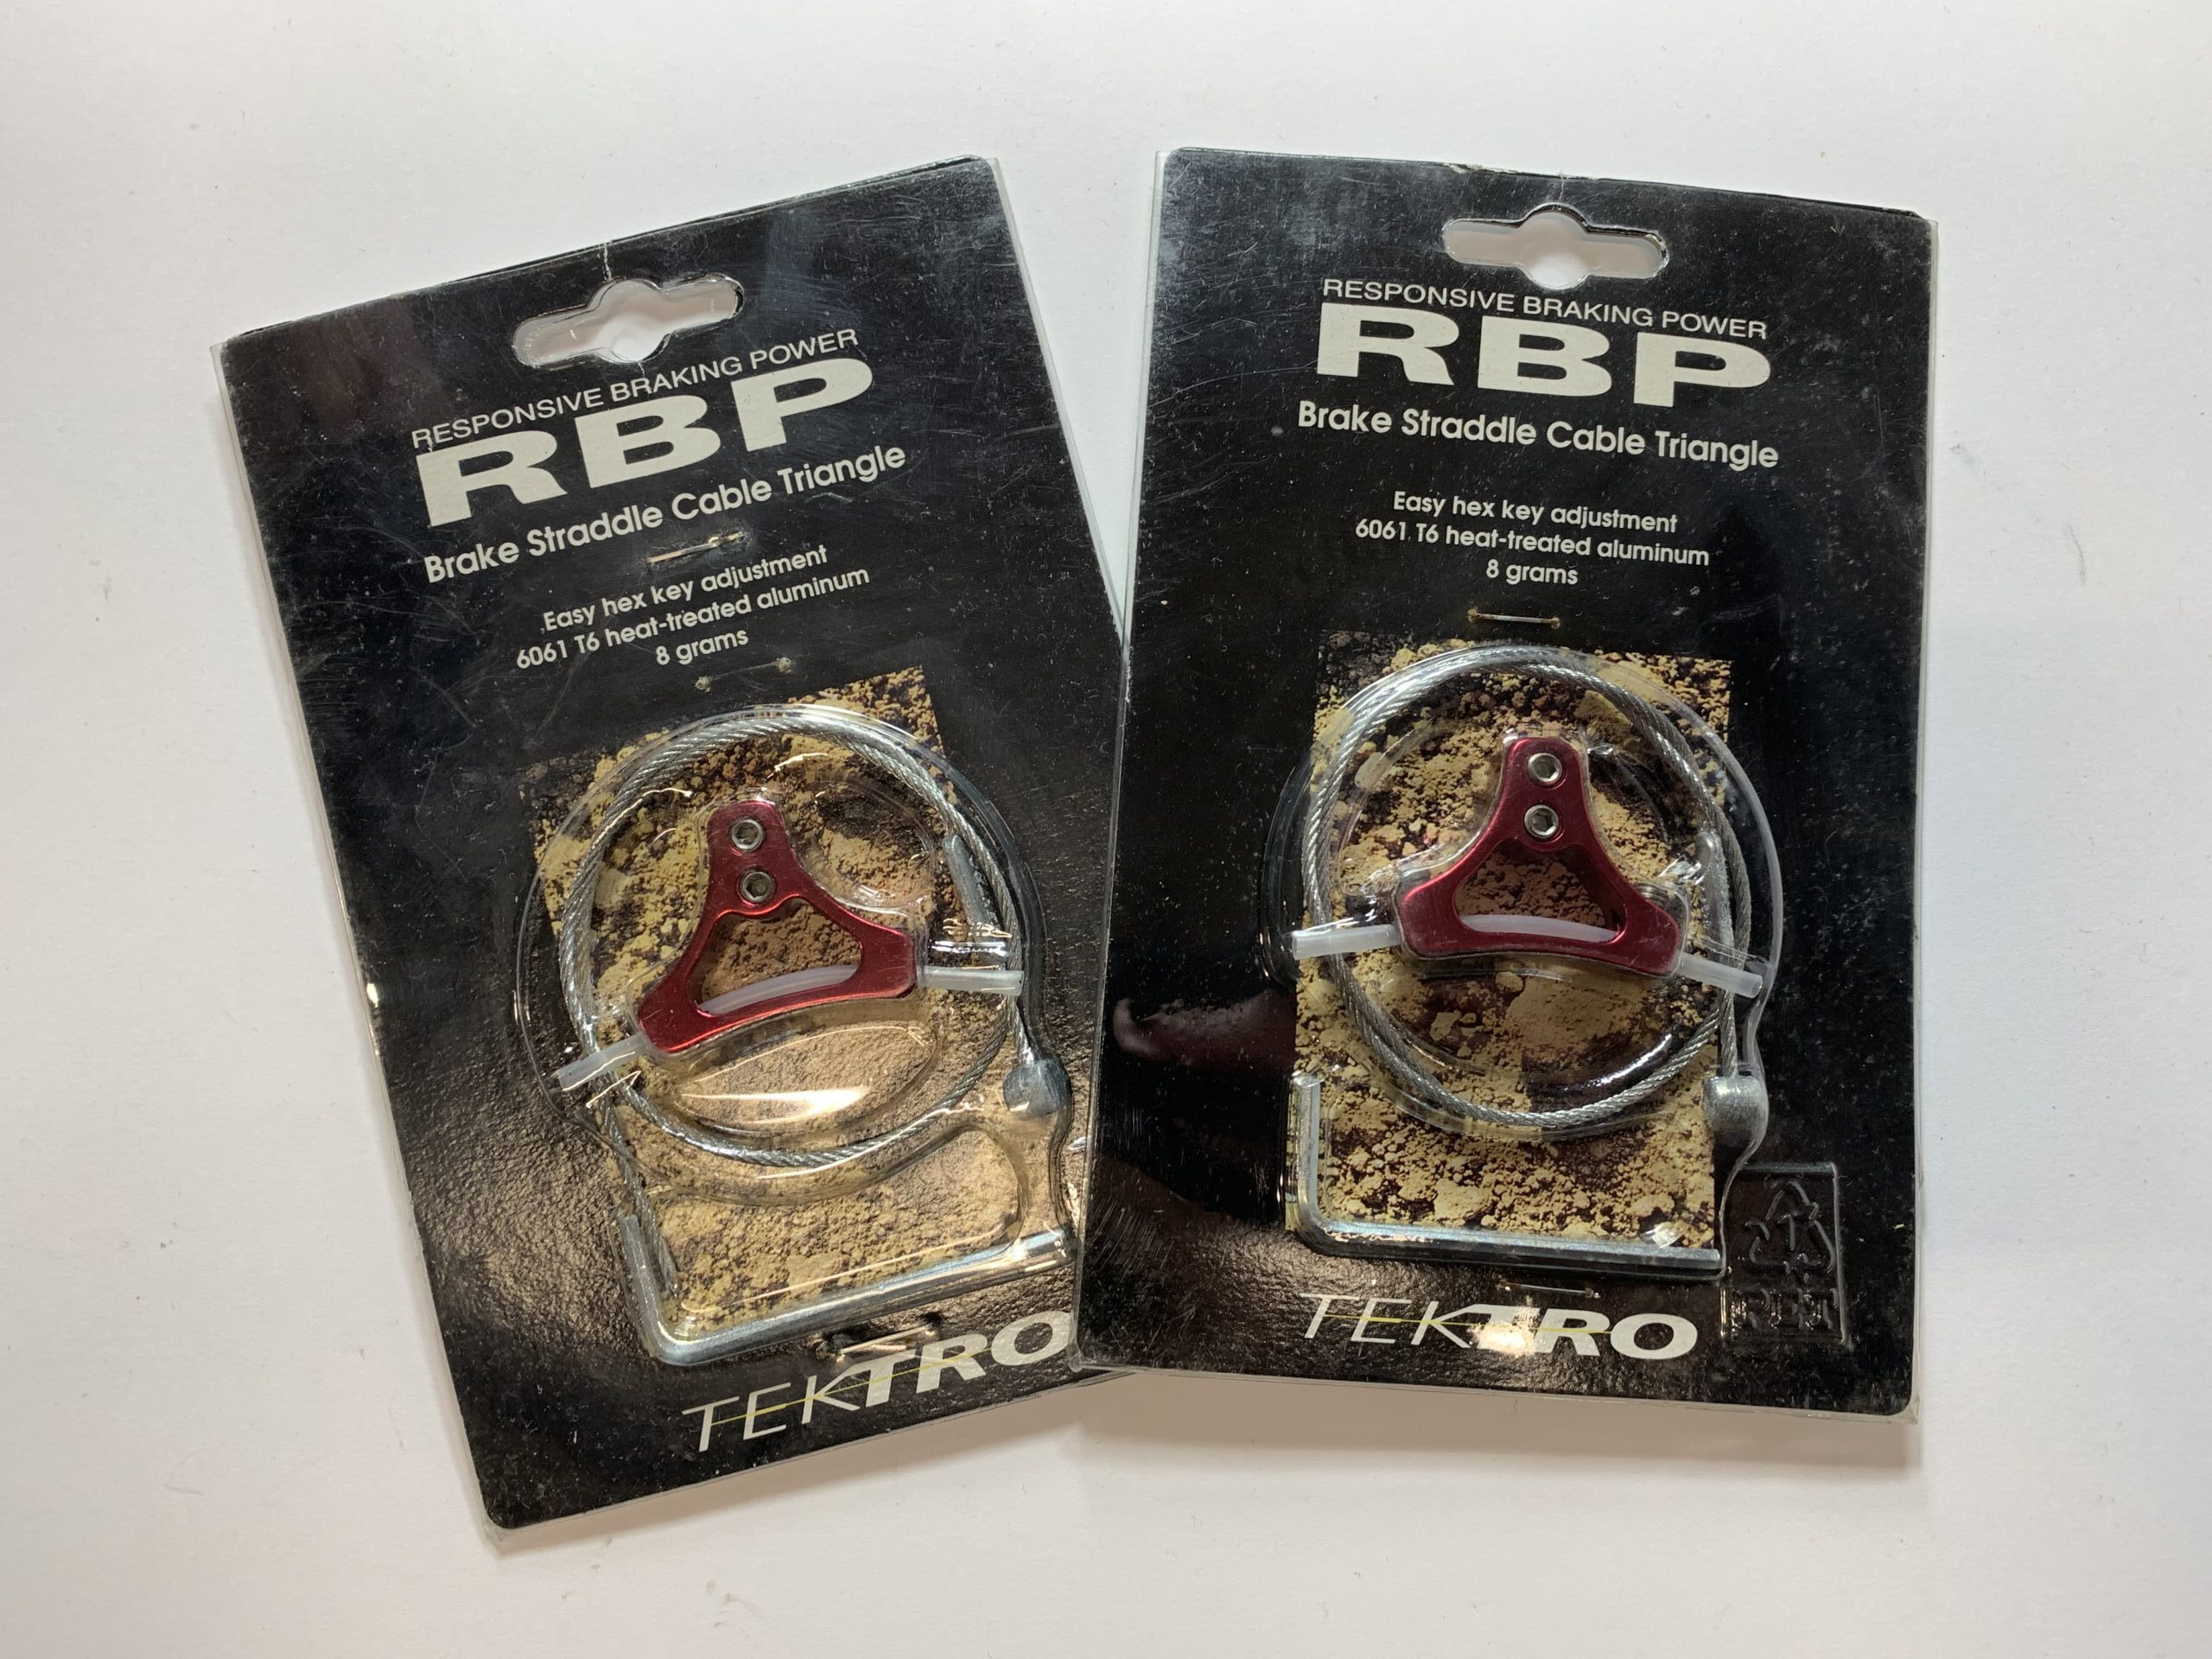 RESPONSIVE BRAKING POWER
RBP
Brake Straddle Cable Triangle
Easy hex key adjustment
6061 T6 heat-treated aluminum
8 grams
TEKTRO
RESPONSIVE BRAKING POWER
RBP
Brake Straddle Cable Triangle
Easy hex key adjustment
6061 T6 heat-treated aluminum
8 grams
TEKTRO